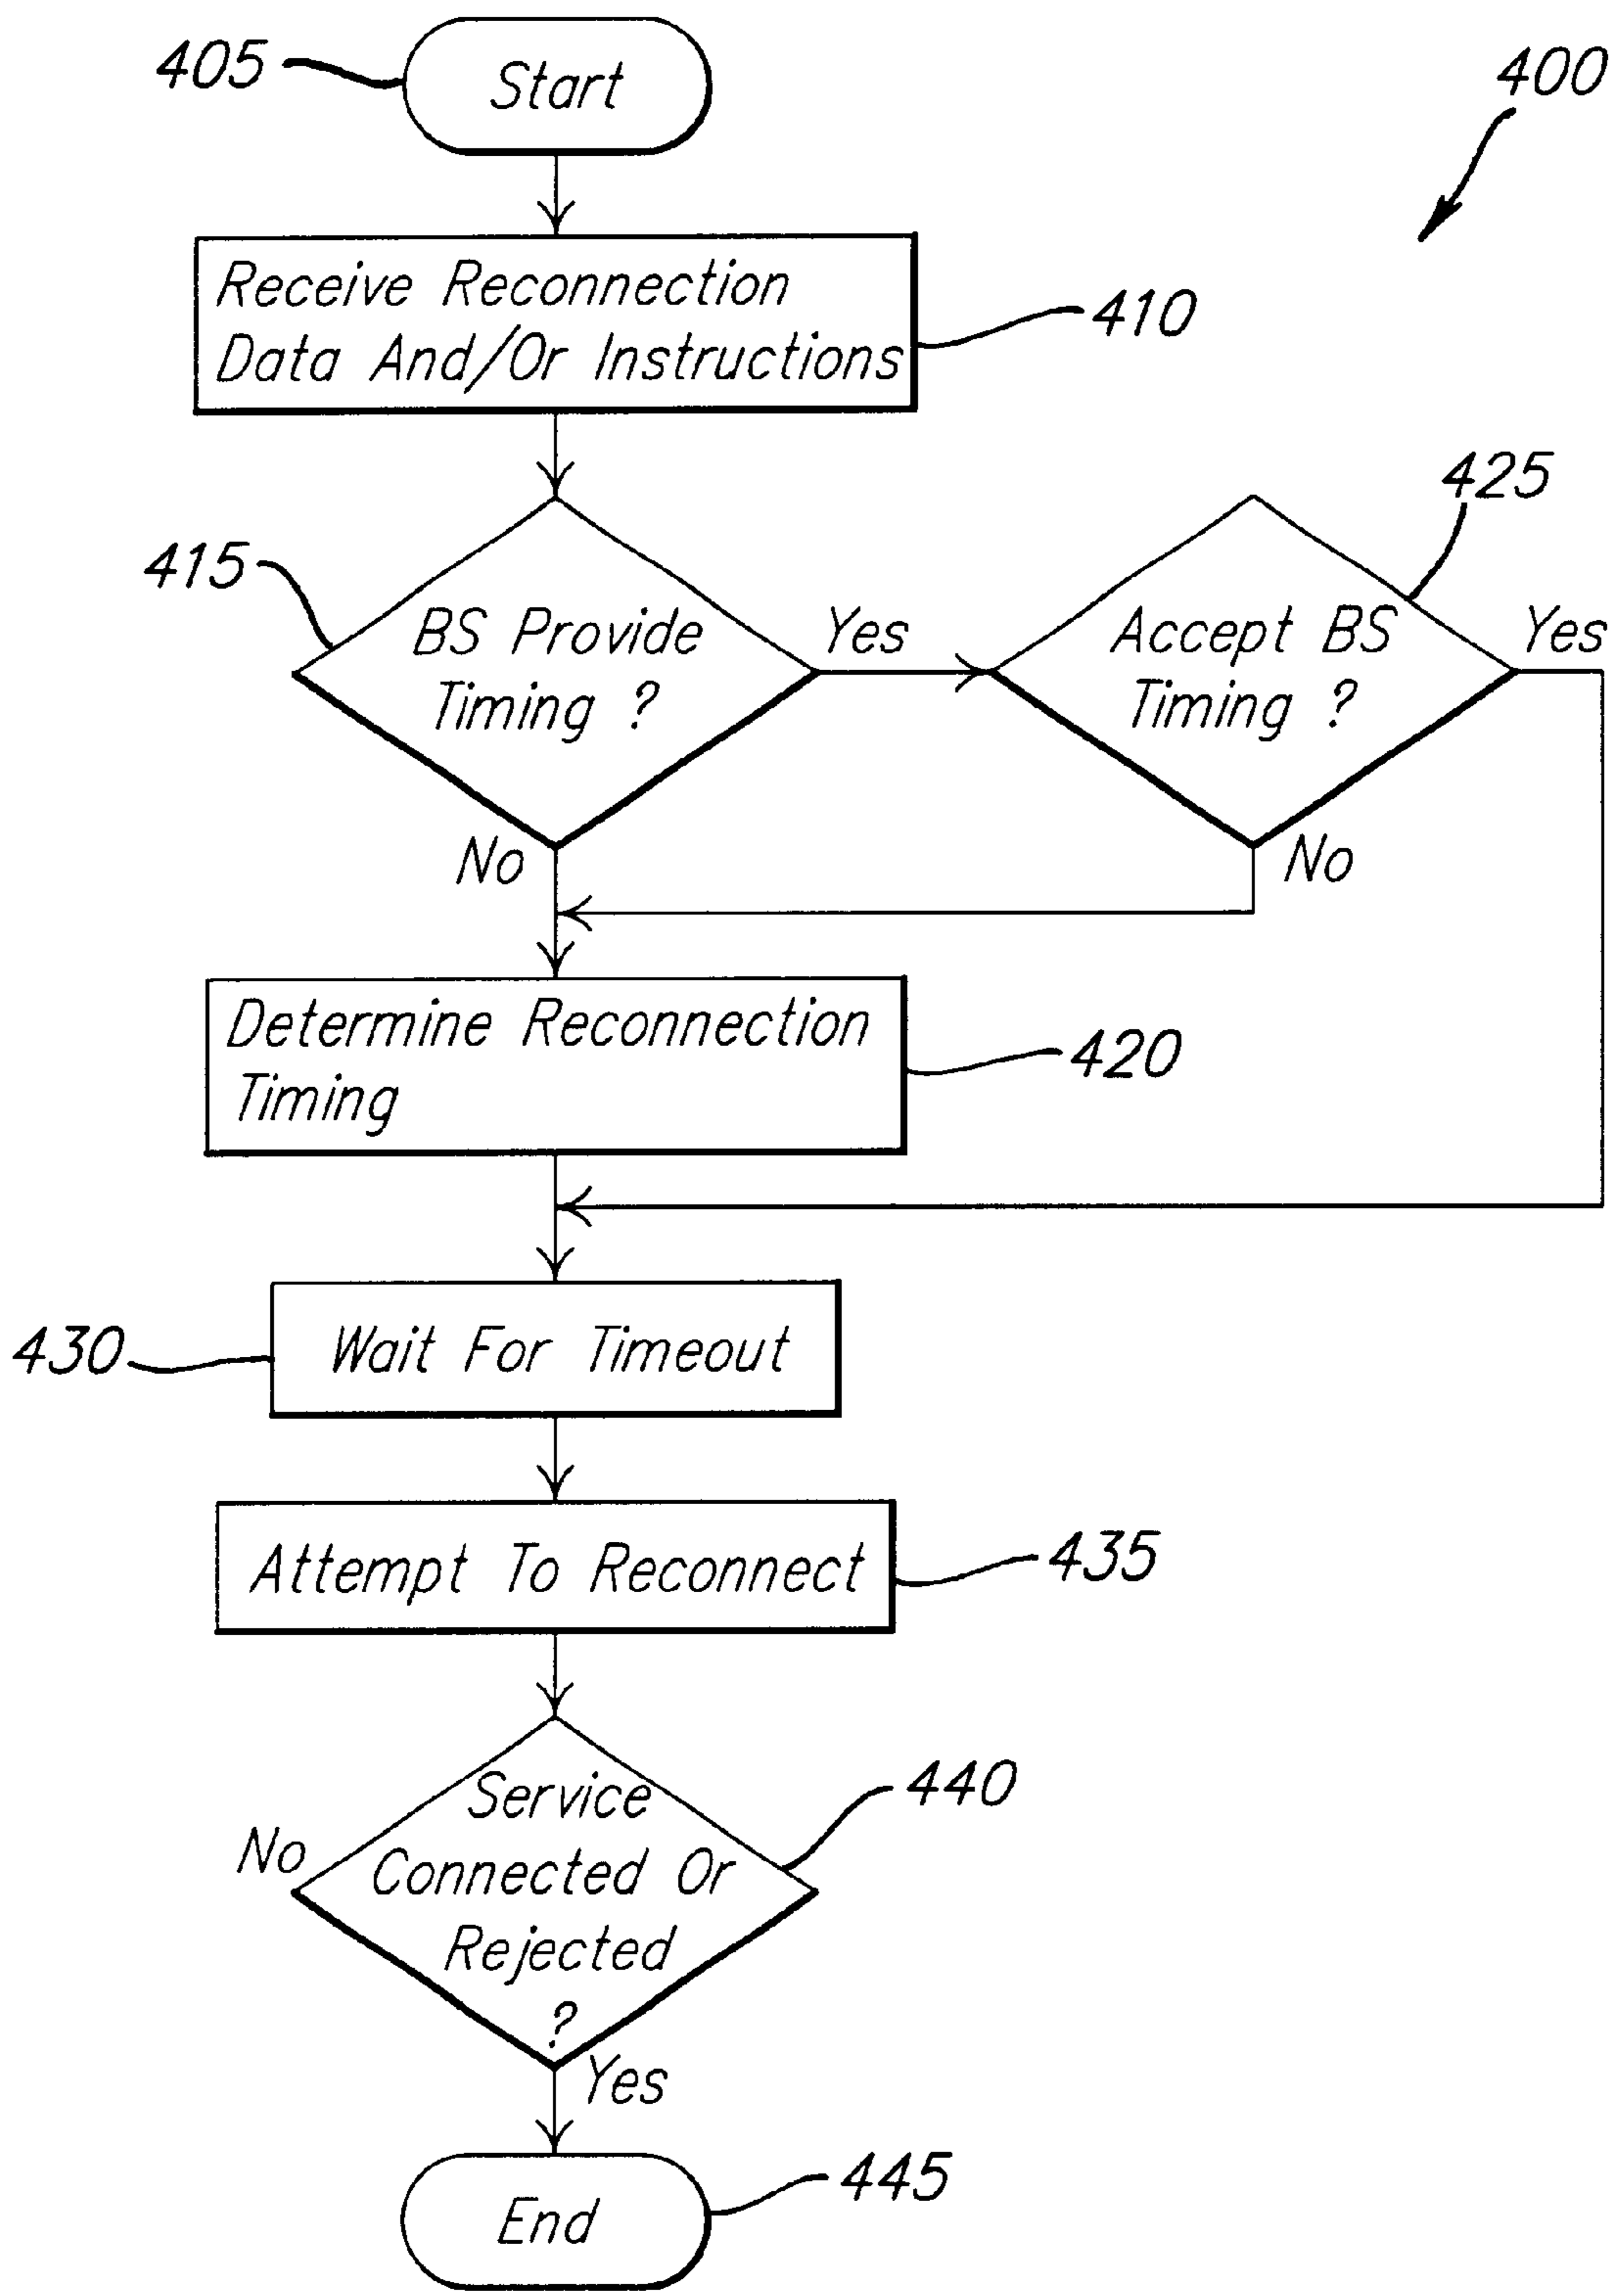 405
Start
400
Receive Reconnection
Data And/Or Instructions
410
415
BS Provide
Timing ?
Yes
No
425
Accept BS
Timing ?
Yes
No
Determine Reconnection
Timing
420
430
Wait For Timeout
Attempt To Reconnect
435
Service
Connected Or
Rejected
?
440
No
Yes
End
445